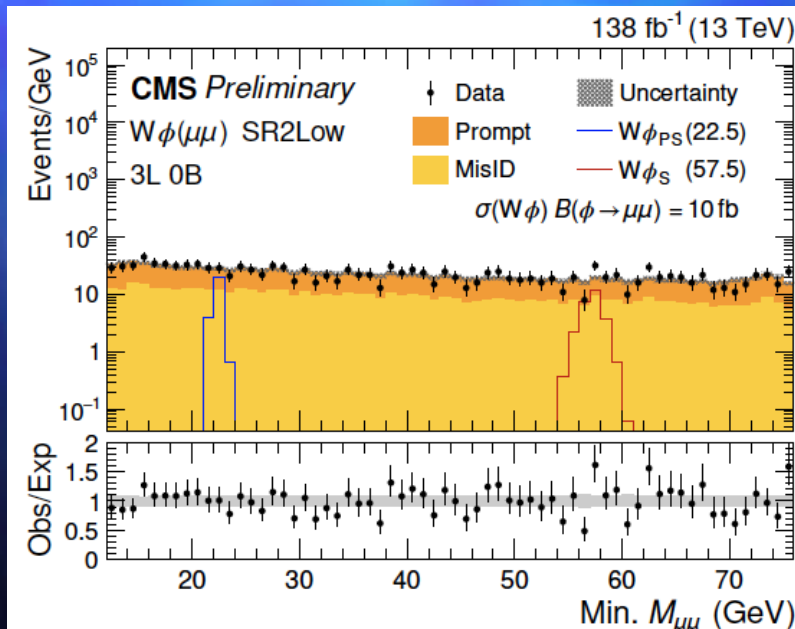 138 fb⁻¹ (13 TeV)
Events/GeV
10⁵
10⁴
10³
10²
10
1
10⁻¹
CMS Preliminary
Wϕ(μμ) SR2Low
3L 0B
Data
Prompt
MisID
Uncertainty
Wϕ_PS(22.5)
Wϕ_S (57.5)
σ(Wϕ) B(ϕ→μμ) = 10 fb
Obs/Exp
2
1.5
1
0.5
0
20 30 40 50 60 70
Min. M_μμ (GeV)